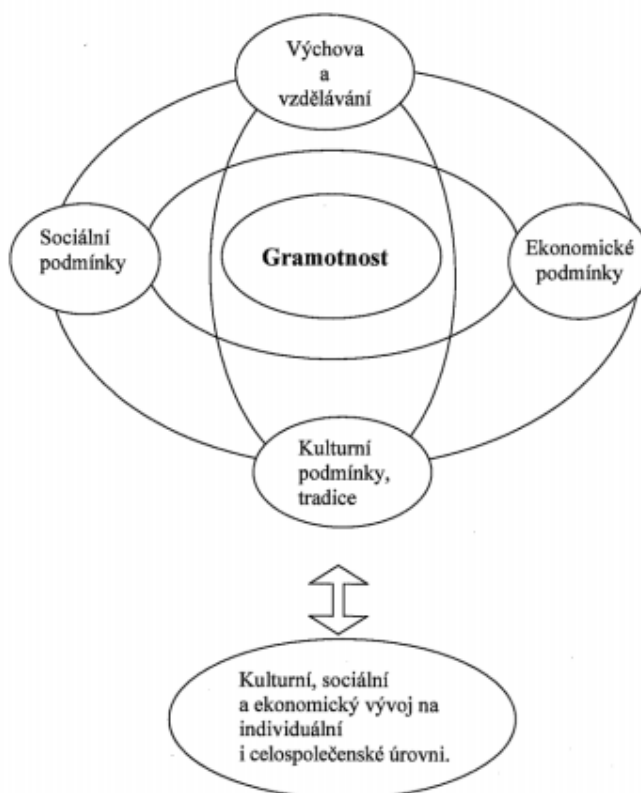 Výchova
a
vzdělávání
Sociální
podmínky
Gramotnost
Ekonomické
podmínky
Kulturní
podmínky,
tradice
Kulturní, sociální
a ekonomický vývoj na
individuální
i celospolečenské úrovni.